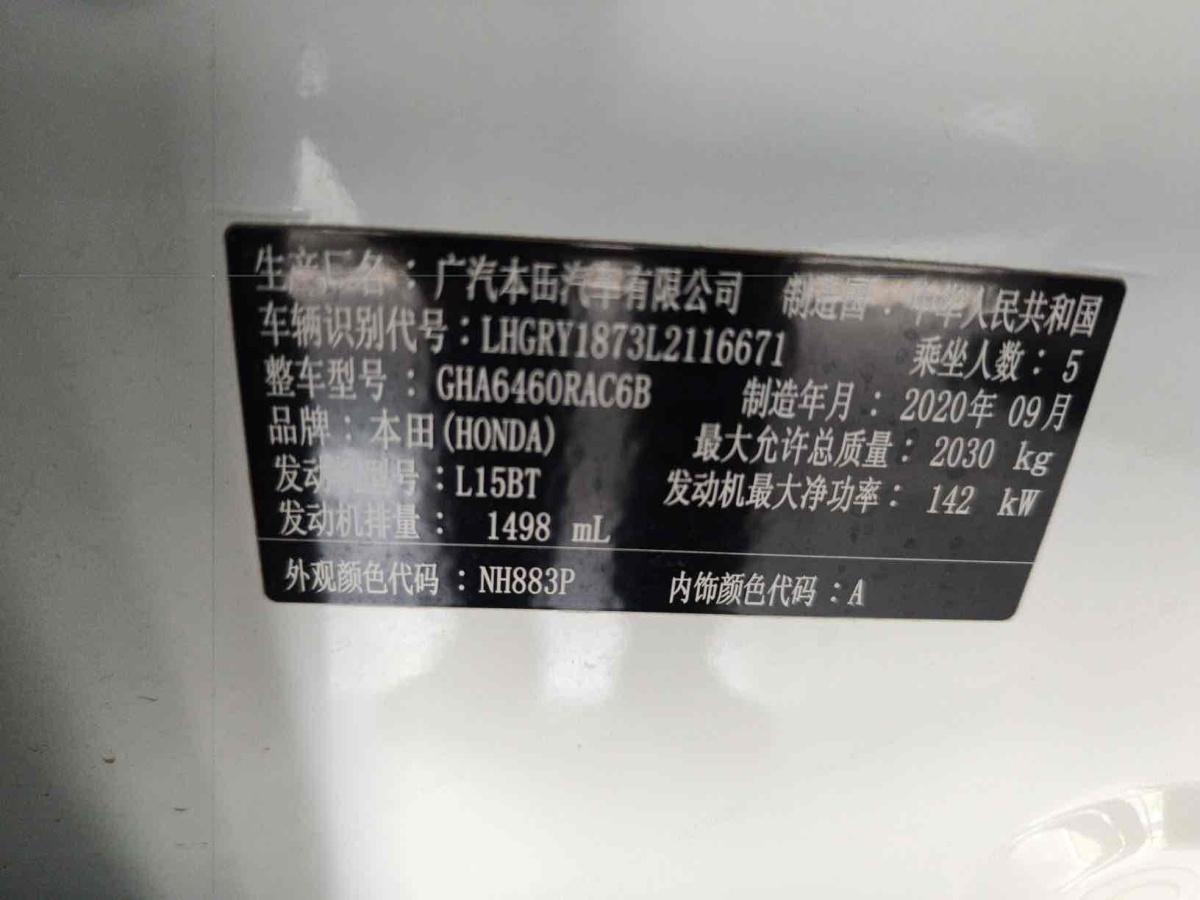 生产厂名：广汽本田汽车有限公司 制造国：中华人民共和国
车辆识别代号：LHGRY1873L2116671 乘坐人数：5
整车型号：GHA6460RAC6B 制造年月：2020年09月
品牌：本田(HONDA) 最大允许总质量：2030 kg
发动机型号：L15BT 发动机最大净功率：142 kW
发动机排量：1498 mL
外观颜色代码：NH883P 内饰颜色代码：A